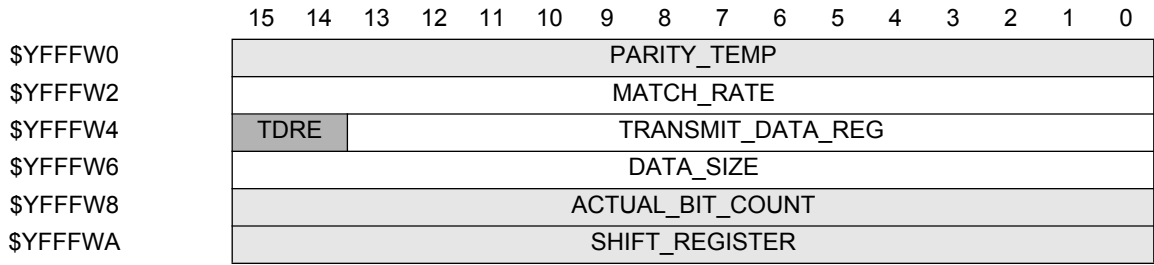 15 14 13 12 11 10 9 8 7 6 5 4 3 2 1 0
$YFFFW0 PARITY_TEMP
$YFFFW2 MATCH_RATE
$YFFFW4 TDRE TRANSMIT_DATA_REG
$YFFFW6 DATA_SIZE
$YFFFW8 ACTUAL_BIT_COUNT
$YFFFWA SHIFT_REGISTER